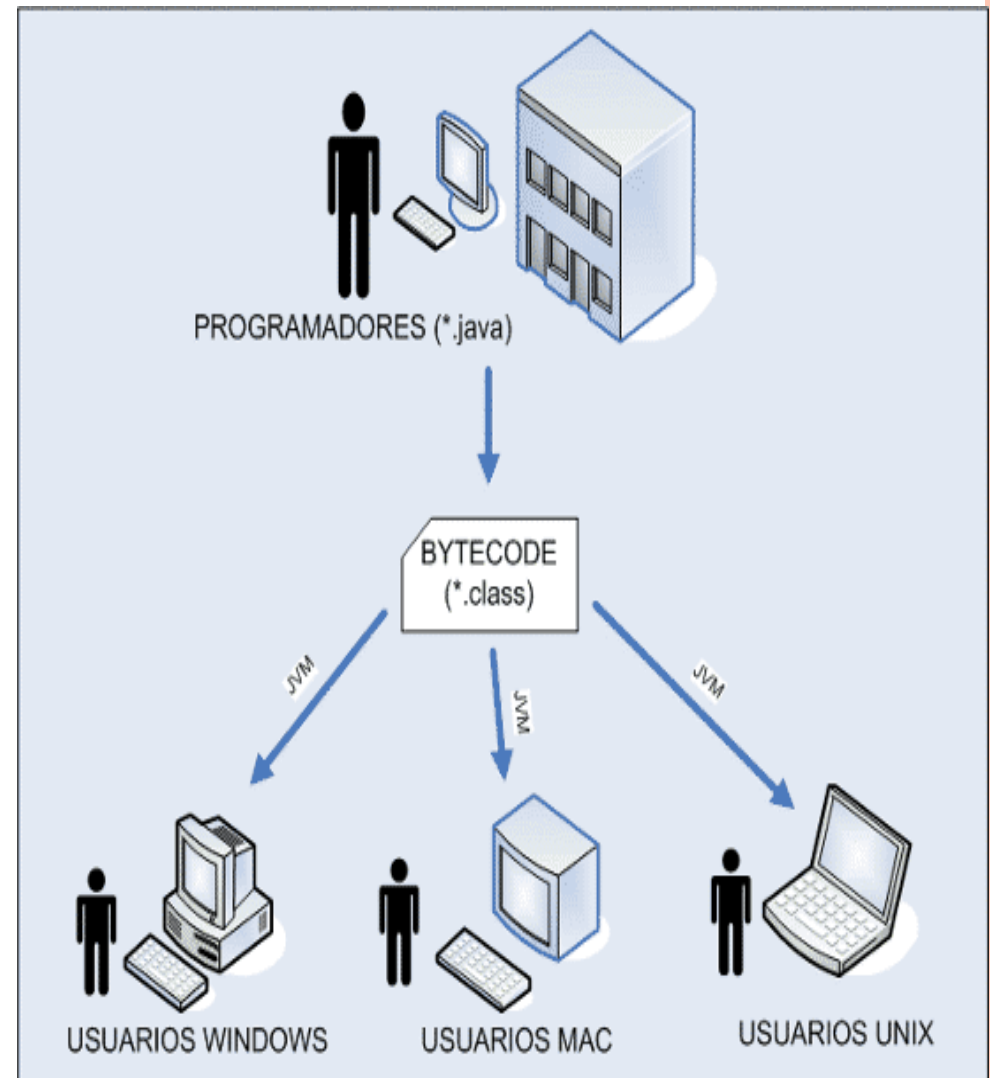 PROGRAMADORES (*.java)
BYTECODE
(*.class)
JVM
JVM
JVM
USUARIOS WINDOWS
USUARIOS MAC
USUARIOS UNIX